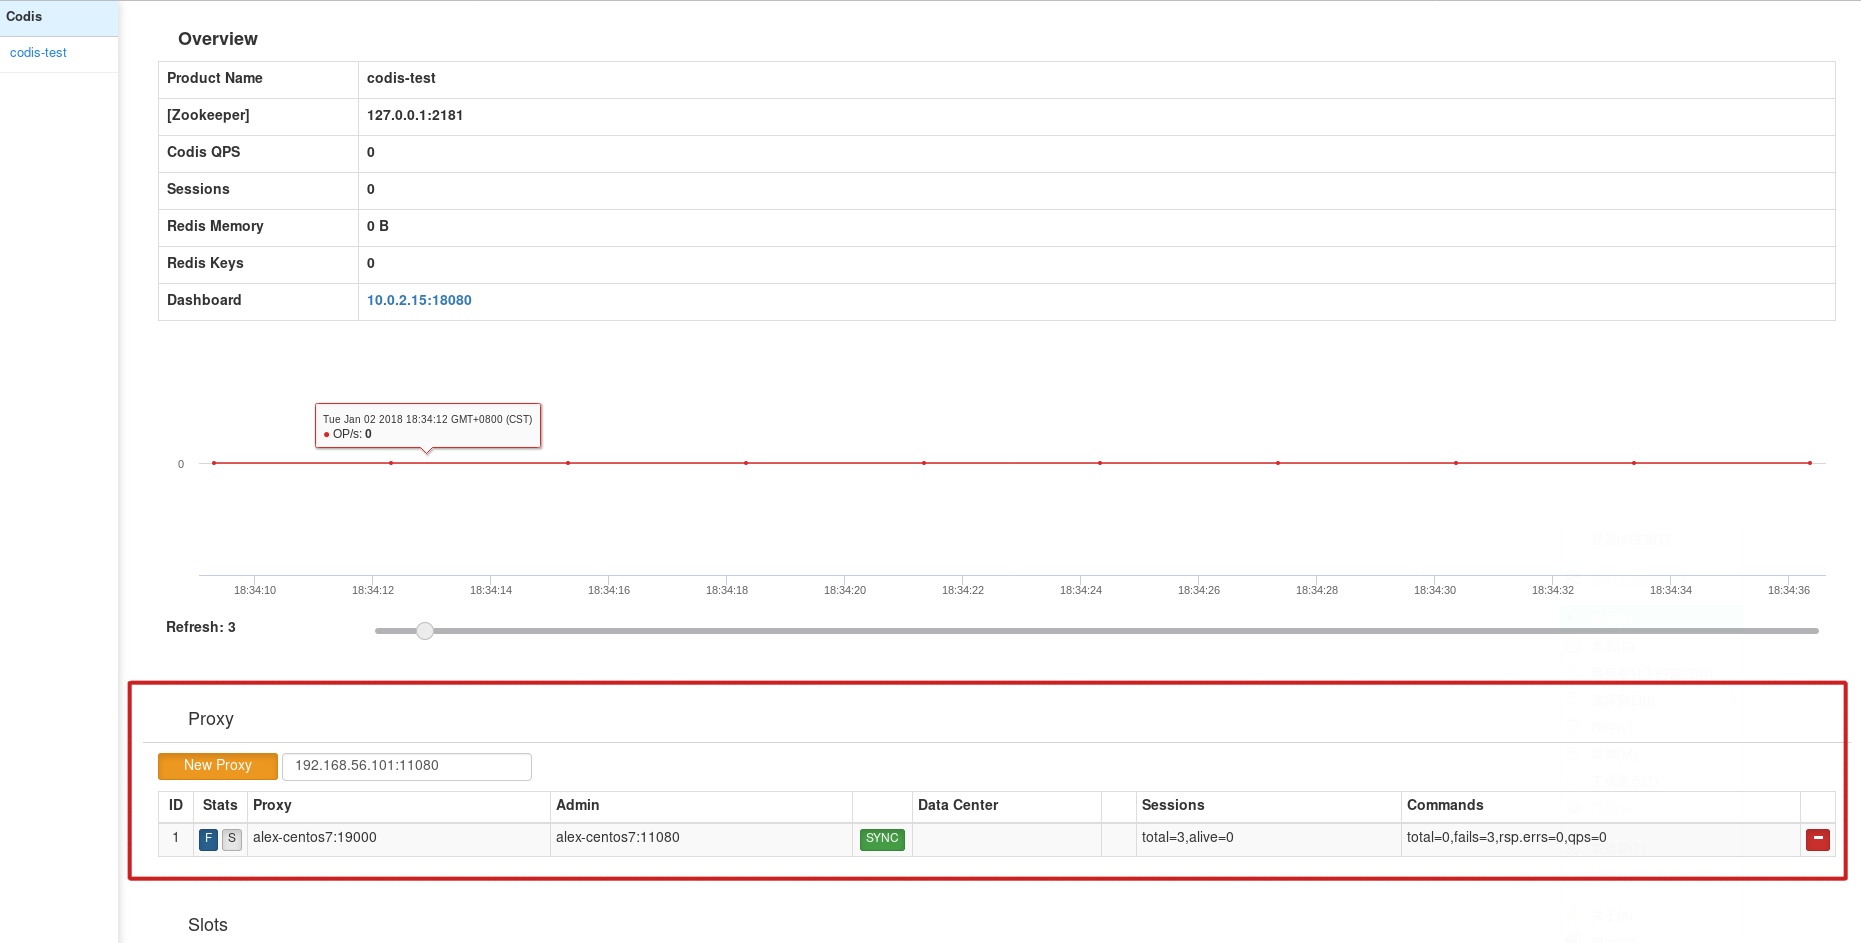 Codis
codis-test
Overview
Product Name codis-test
[Zookeeper] 127.0.0.1:2181
Codis QPS 0
Sessions 0
Redis Memory 0 B
Redis Keys 0
Dashboard 10.0.2.15:18080
Tue Jan 02 2018 18:34:12 GMT+0800 (CST)
● OP/s: 0
0
18:34:10 18:34:12 18:34:14 18:34:16 18:34:18 18:34:20 18:34:22 18:34:24 18:34:26 18:34:28 18:34:30 18:34:32 18:34:34 18:34:36
Refresh: 3
Proxy
New Proxy 192.168.56.101:11080
ID Stats Proxy Admin Data Center Sessions Commands
1 F S alex-centos7:19000 alex-centos7:11080 SYNC total=3,alive=0 total=0,fails=3,rsp.errs=0,qps=0
Slots